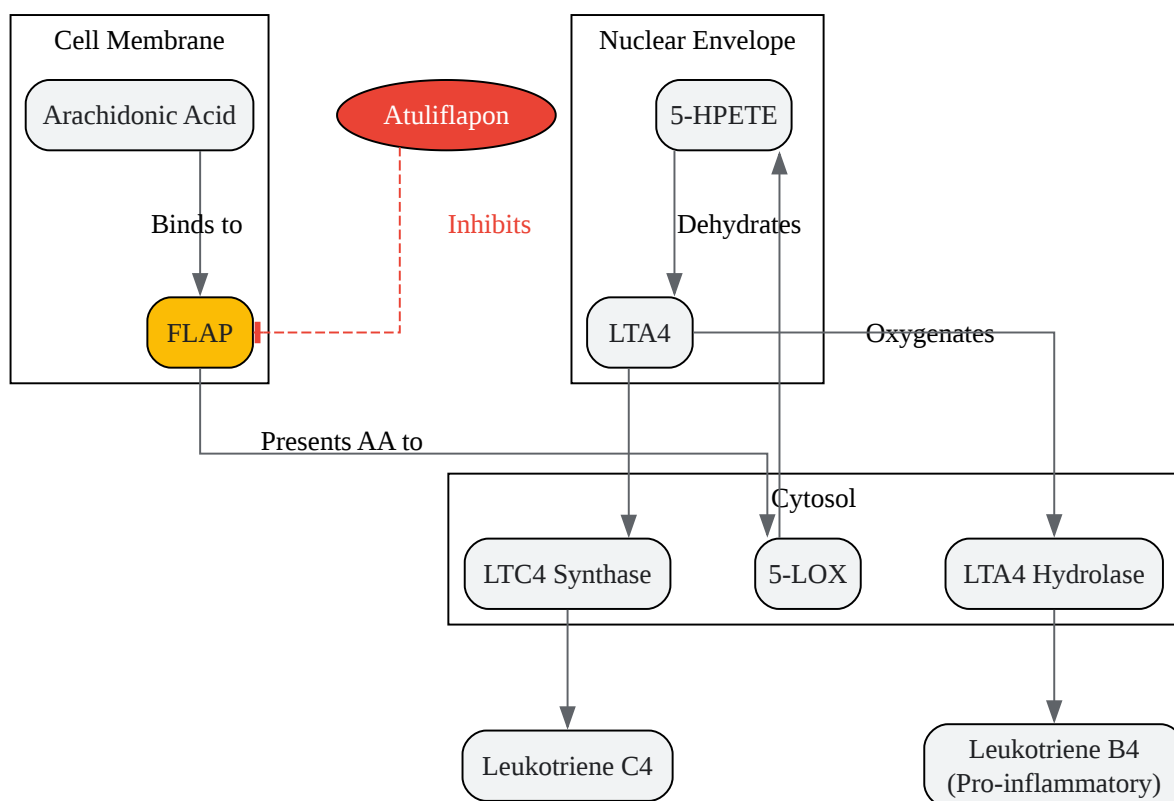 Cell Membrane
Nuclear Envelope
Arachidonic Acid
Atuliflapon
5-HPETE
Binds to
Inhibits
Dehydrates
FLAP
LTA4
Oxygenates
Presents AA to
Cytosol
LTC4 Synthase
5-LOX
LTA4 Hydrolase
Leukotriene C4
Leukotriene B4
(Pro-inflammatory)